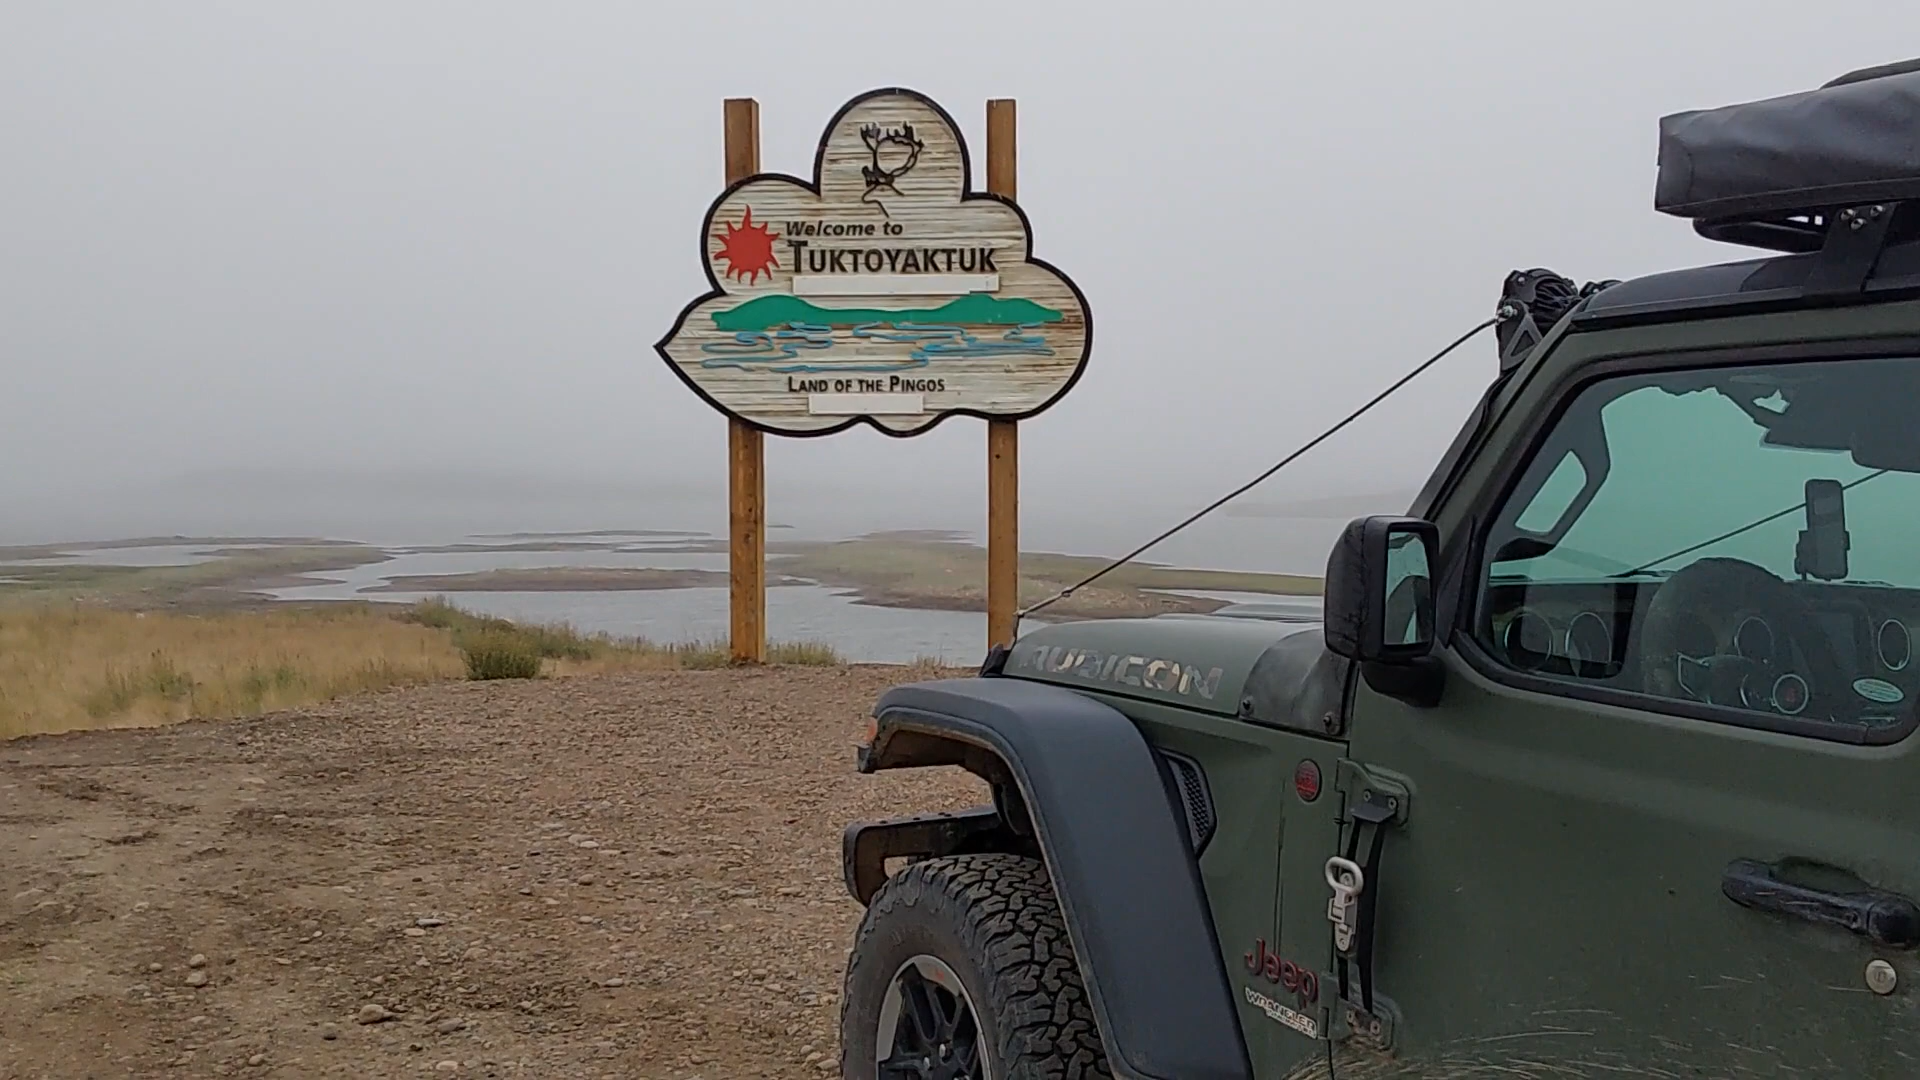 Welcome to
TUKTOYAKTUK
LAND OF THE PINGOS
RUBICON
Jeep
WRANGLER